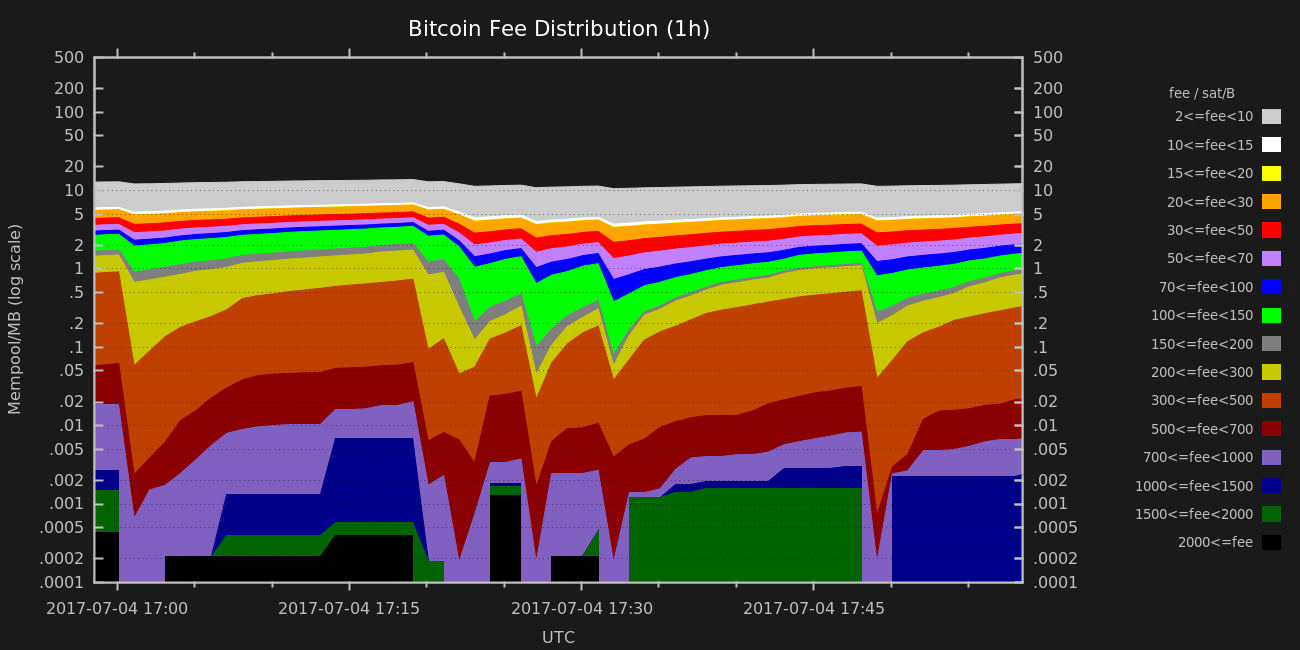 Bitcoin Fee Distribution (1h)
500 500
200 200
100 100
50 50
20 20
10 10
5 5
2 2
1 1
.5 .5
.2 .2
.1 .1
.05 .05
.02 .02
.01 .01
.005 .005
.002 .002
.001 .001
.0005 .0005
.0002 .0002
.0001 .0001
Mempool/MB (log scale)
2017-07-04 17:00 2017-07-04 17:15 2017-07-04 17:30 2017-07-04 17:45
UTC
fee / sat/B
2<=fee<10
10<=fee<15
15<=fee<20
20<=fee<30
30<=fee<50
50<=fee<70
70<=fee<100
100<=fee<150
150<=fee<200
200<=fee<300
300<=fee<500
500<=fee<700
700<=fee<1000
1000<=fee<1500
1500<=fee<2000
2000<=fee